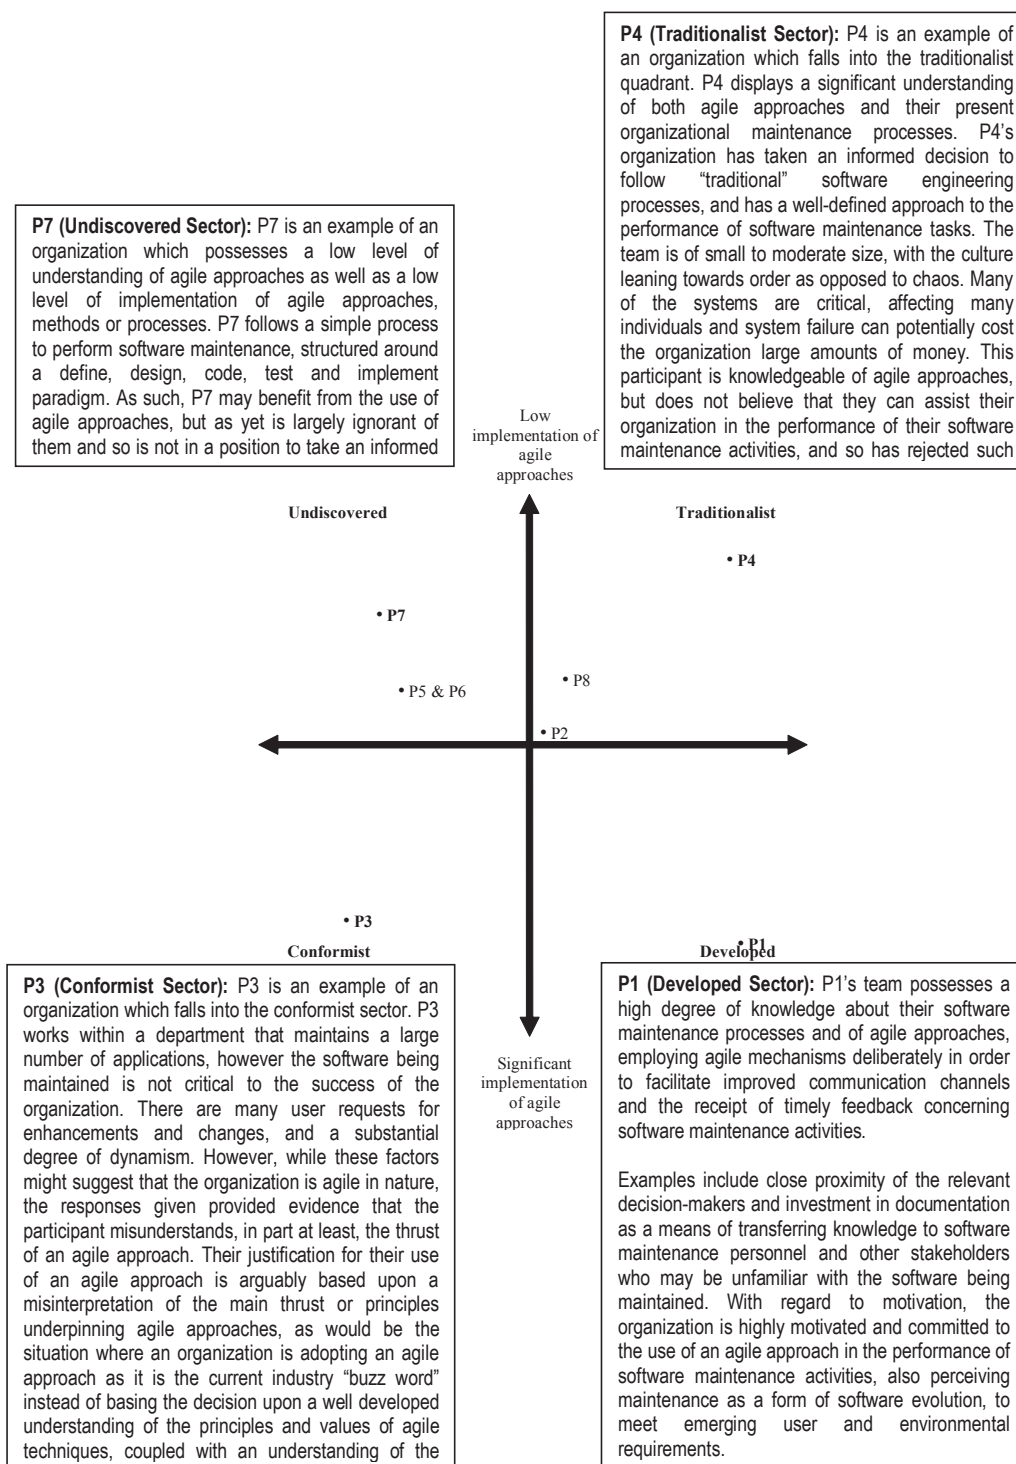 P4 (Traditionalist Sector): P4 is an example of
an organization which falls into the traditionalist
quadrant. P4 displays a significant understanding
of both agile approaches and their present
organizational maintenance processes. P4's
organization has taken an informed decision to
follow "traditional" software engineering
processes, and has a well-defined approach to the
performance of software maintenance tasks. The
team is of small to moderate size, with the culture
leaning towards order as opposed to chaos. Many
of the systems are critical, affecting many
individuals and system failure can potentially cost
the organization large amounts of money. This
participant is knowledgeable of agile approaches,
but does not believe that they can assist their
organization in the performance of their software
maintenance activities, and so has rejected such
P7 (Undiscovered Sector): P7 is an example of an
organization which possesses a low level of
understanding of agile approaches as well as a low
level of implementation of agile approaches,
methods or processes. P7 follows a simple process
to perform software maintenance, structured around
a define, design, code, test and implement
paradigm. As such, P7 may benefit from the use of
agile approaches, but as yet is largely ignorant of
them and so is not in a position to take an informed
Low
implementation of
agile
approaches
Undiscovered
Traditionalist
• P4
• P7
• P8
• P5 & P6
• P2
• P3
• P1
Conformist
Developed
P3 (Conformist Sector): P3 is an example of an
organization which falls into the conformist sector. P3
works within a department that maintains a large
number of applications, however the software being
maintained is not critical to the success of the
organization. There are many user requests for
enhancements and changes, and a substantial
degree of dynamism. However, while these factors
might suggest that the organization is agile in nature,
the responses given provided evidence that the
participant misunderstands, in part at least, the thrust
of an agile approach. Their justification for their use
of an agile approach is arguably based upon a
misinterpretation of the main thrust or principles
underpinning agile approaches, as would be the
situation where an organization is adopting an agile
approach as it is the current industry "buzz word"
instead of basing the decision upon a well developed
understanding of the principles and values of agile
techniques, coupled with an understanding of the
Significant
implementation
of agile
approaches
P1 (Developed Sector): P1's team possesses a
high degree of knowledge about their software
maintenance processes and of agile approaches,
employing agile mechanisms deliberately in order
to facilitate improved communication channels
and the receipt of timely feedback concerning
software maintenance activities.
Examples include close proximity of the relevant
decision-makers and investment in documentation
as a means of transferring knowledge to software
maintenance personnel and other stakeholders
who may be unfamiliar with the software being
maintained. With regard to motivation, the
organization is highly motivated and committed to
the use of an agile approach in the performance of
software maintenance activities, also perceiving
maintenance as a form of software evolution, to
meet emerging user and environmental
requirements.